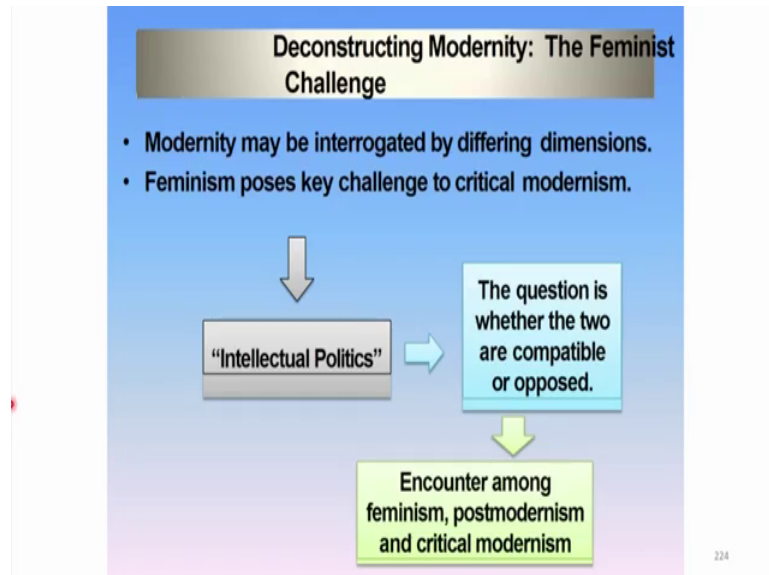 Deconstructing Modernity: The Feminist
Challenge
• Modernity may be interrogated by differing dimensions.
• Feminism poses key challenge to critical modernism.
“Intellectual Politics”
The question is
whether the two
are compatible
or opposed.
Encounter among
feminism, postmodernism
and critical modernism
224